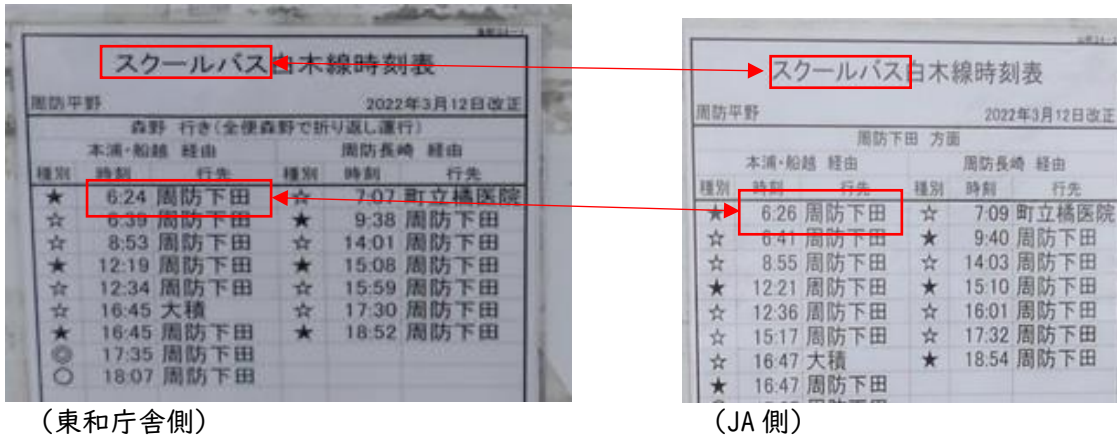 スクールバス白木線時刻表
周防平野 2022年3月12日改正
森野 行き(全便森野で折り返し運行)
本浦・船越 経由 周防長崎 経由
種別 時刻 行先 種別 時刻 行先
★ 6:24 周防下田 ☆ 7:07 町立橘医院
☆ 6:39 周防下田 ★ 9:38 周防下田
☆ 8:53 周防下田 ☆ 14:01 周防下田
★ 12:19 周防下田 ★ 15:08 周防下田
☆ 12:34 周防下田 ☆ 15:59 周防下田
☆ 16:45 大積 ☆ 17:30 周防下田
★ 16:45 周防下田 ★ 18:52 周防下田
◎ 17:35 周防下田
○ 18:07 周防下田
(東和庁舎側)
スクールバス白木線時刻表
周防平野 2022年3月12日改正
周防下田 方面
本浦・船越 経由 周防長崎 経由
種別 時刻 行先 種別 時刻 行先
★ 6:26 周防下田 ☆ 7:09 町立橘医院
☆ 6:41 周防下田 ★ 9:40 周防下田
☆ 8:55 周防下田 ☆ 14:03 周防下田
★ 12:21 周防下田 ★ 15:10 周防下田
☆ 12:36 周防下田 ☆ 16:01 周防下田
☆ 15:17 周防下田 ☆ 17:32 周防下田
☆ 16:47 大積 ★ 18:54 周防下田
★ 16:47 周防下田
(JA側)